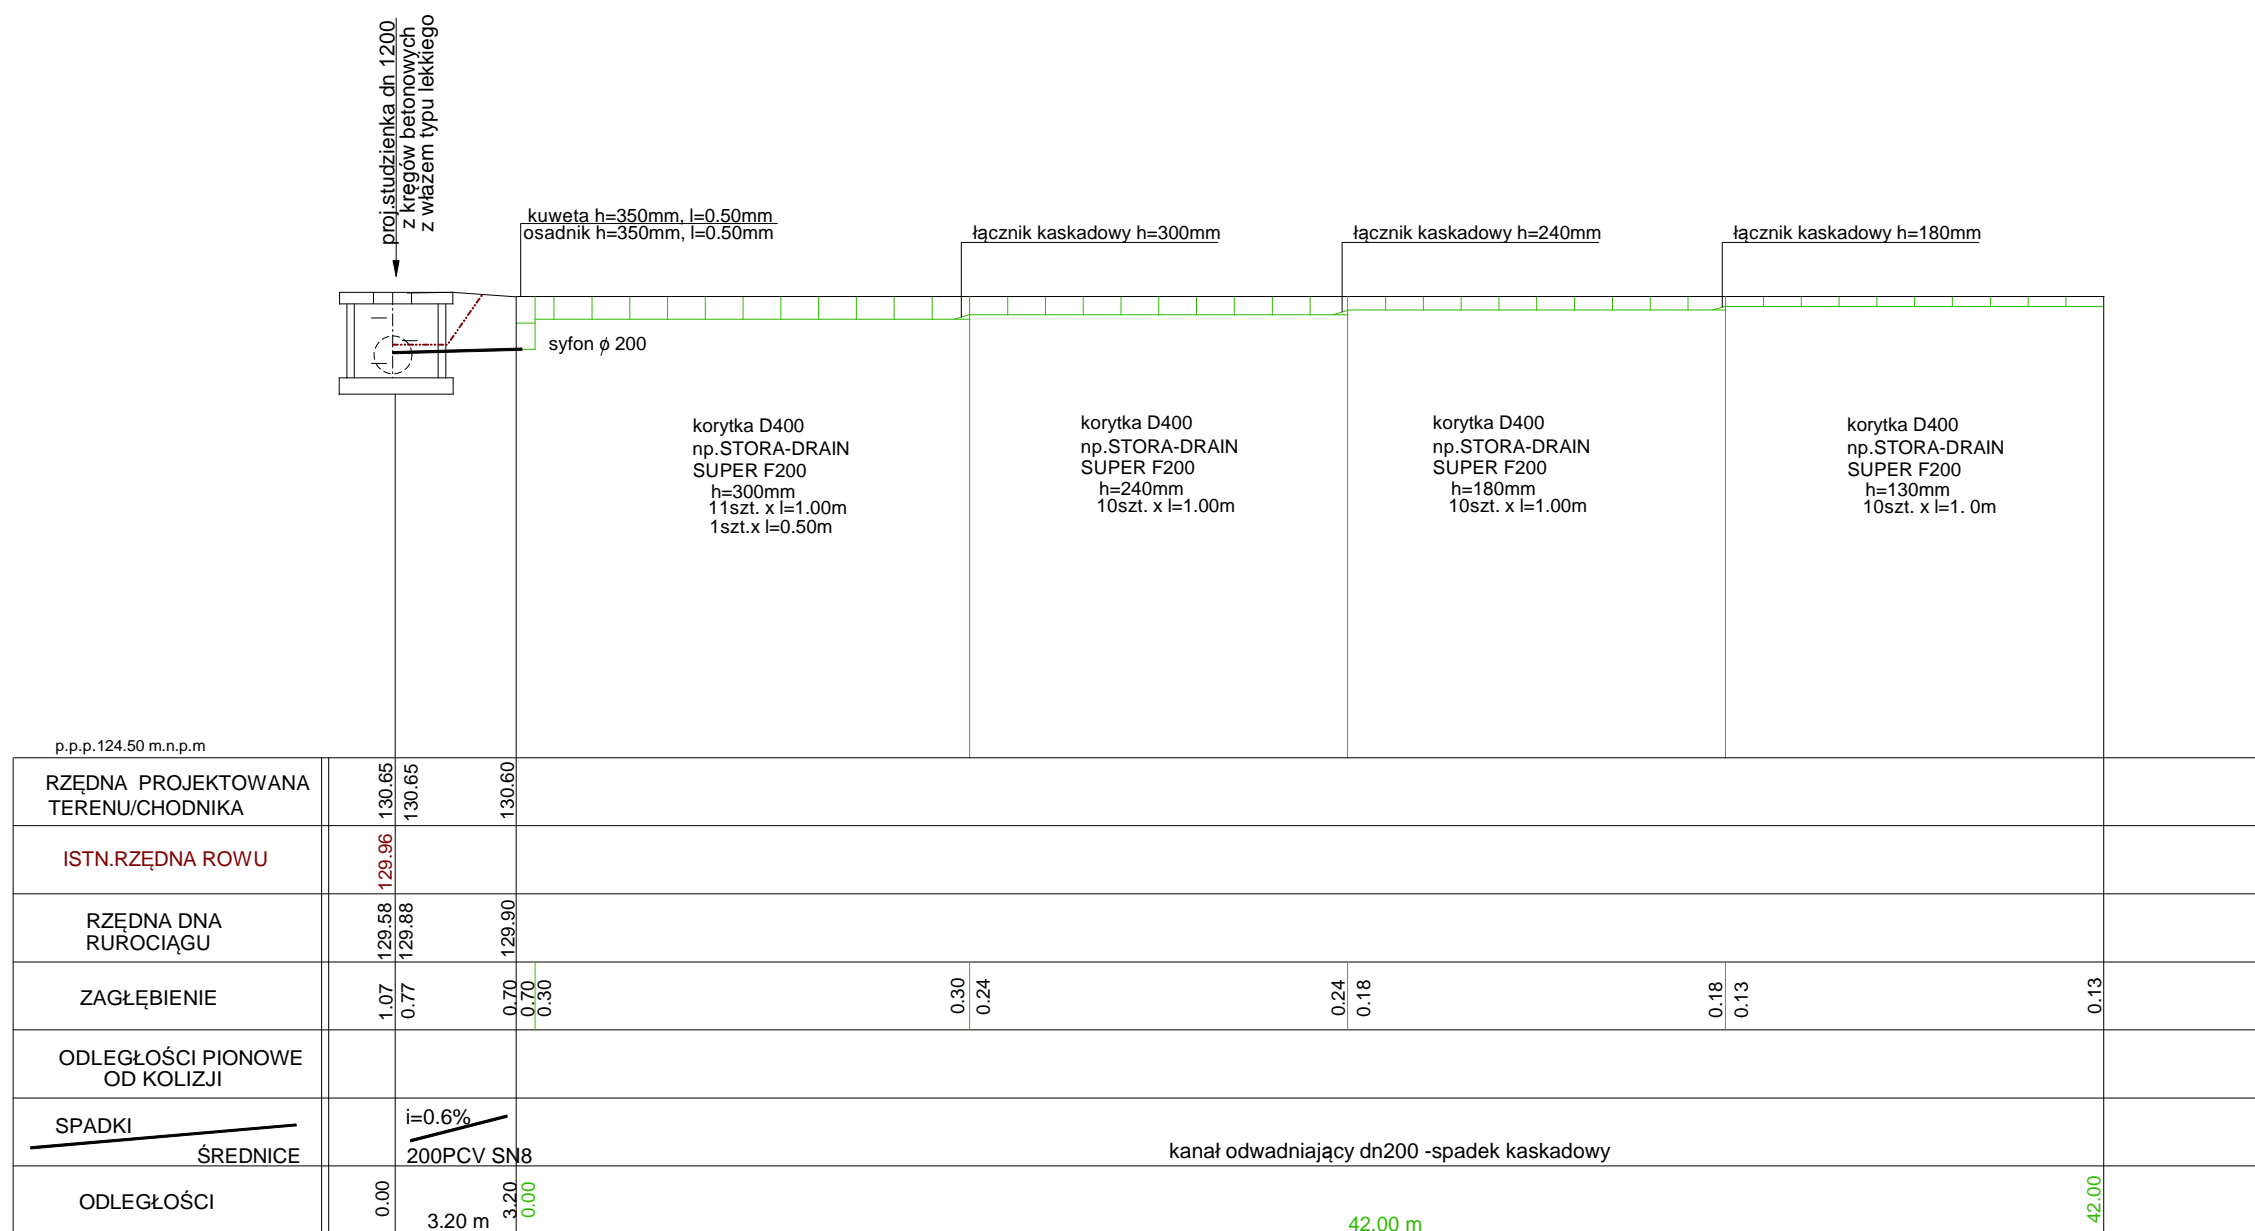 proj.studzienka dn 1200
z kręgów betonowych
z włazem typu lekkiego
kuweta h=350mm, l=0.50mm
osadnik h=350mm, l=0.50mm
łącznik kaskadowy h=300mm
łącznik kaskadowy h=240mm
łącznik kaskadowy h=180mm
syfon ϕ 200
korytka D400
np.STORA-DRAIN
SUPER F200
h=300mm
11szt. x l=1.00m
1szt.x l=0.50m
korytka D400
np.STORA-DRAIN
SUPER F200
h=240mm
10szt. x l=1.00m
korytka D400
np.STORA-DRAIN
SUPER F200
h=180mm
10szt. x l=1.00m
korytka D400
np.STORA-DRAIN
SUPER F200
h=130mm
10szt. x l=1. 0m
p.p.p.124.50 m.n.p.m
RZĘDNA PROJEKTOWANA
TERENU/CHODNIKA
130.65
130.65
130.60
ISTN.RZĘDNA ROWU
129.96
RZĘDNA DNA
RUROCIĄGU
129.58
129.88
129.90
ZAGŁĘBIENIE
1.07
0.77
0.70
0.70
0.30
0.30
0.24
0.24
0.18
0.18
0.13
0.13
ODLEGŁOŚCI PIONOWE
OD KOLIZJI
SPADKI
ŚREDNICE
i=0.6%
200PCV SN8
kanał odwadniający dn200 -spadek kaskadowy
ODLEGŁOŚCI
0.00
3.20 m
3.20
0.00
42.00 m
42.00